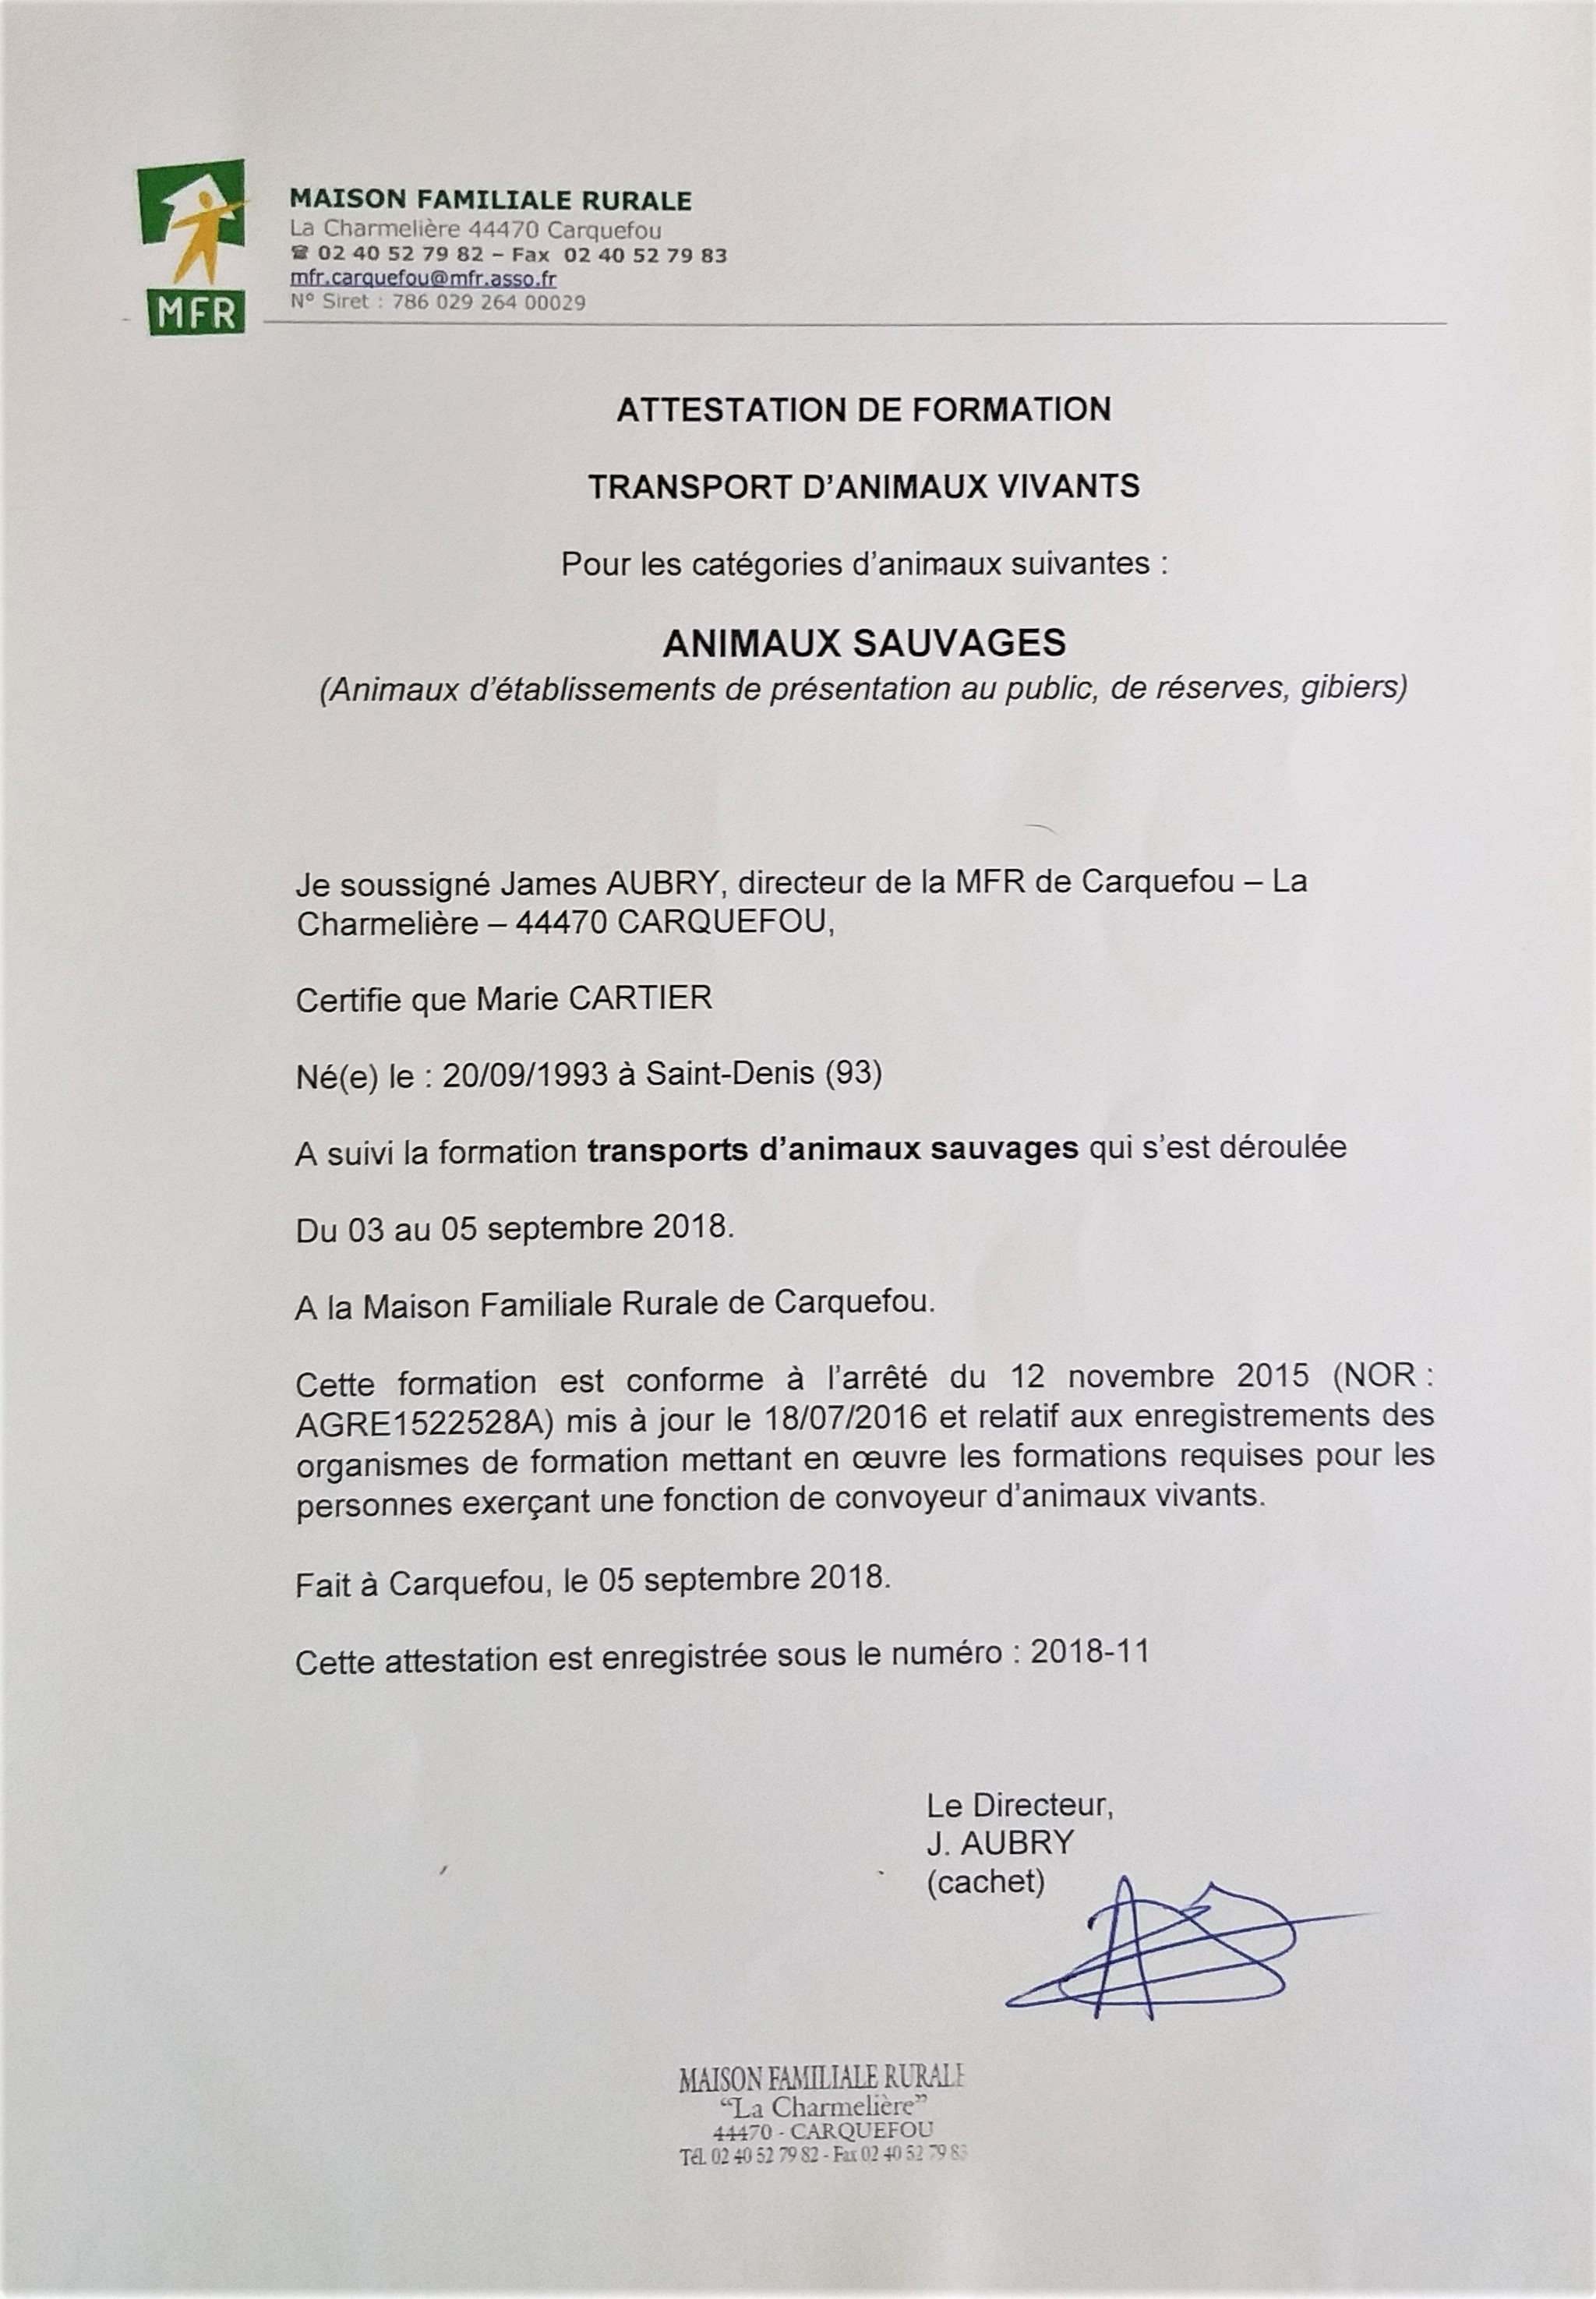 MFR
MAISON FAMILIALE RURALE
La Charmelière 44470 Carquefou
☎ 02 40 52 79 82 – Fax 02 40 52 79 83
mfr.carquefou@mfr.asso.fr
N° Siret : 786 029 264 00029
ATTESTATION DE FORMATION
TRANSPORT D’ANIMAUX VIVANTS
Pour les catégories d’animaux suivantes :
ANIMAUX SAUVAGES
(Animaux d’établissements de présentation au public, de réserves, gibiers)
Je soussigné James AUBRY, directeur de la MFR de Carquefou – La
Charmelière – 44470 CARQUEFOU,
Certifie que Marie CARTIER
Né(e) le : 20/09/1993 à Saint-Denis (93)
A suivi la formation transports d’animaux sauvages qui s’est déroulée
Du 03 au 05 septembre 2018.
A la Maison Familiale Rurale de Carquefou.
Cette formation est conforme à l’arrêté du 12 novembre 2015 (NOR :
AGRE1522528A) mis à jour le 18/07/2016 et relatif aux enregistrements des
organismes de formation mettant en œuvre les formations requises pour les
personnes exerçant une fonction de convoyeur d’animaux vivants.
Fait à Carquefou, le 05 septembre 2018.
Cette attestation est enregistrée sous le numéro : 2018-11
Le Directeur,
J. AUBRY
(cachet)
MAISON FAMILIALE RURALE
“La Charmelière”
44470 - CARQUEFOU
Tél. 02 40 52 79 82 - Fax 02 40 52 79 83